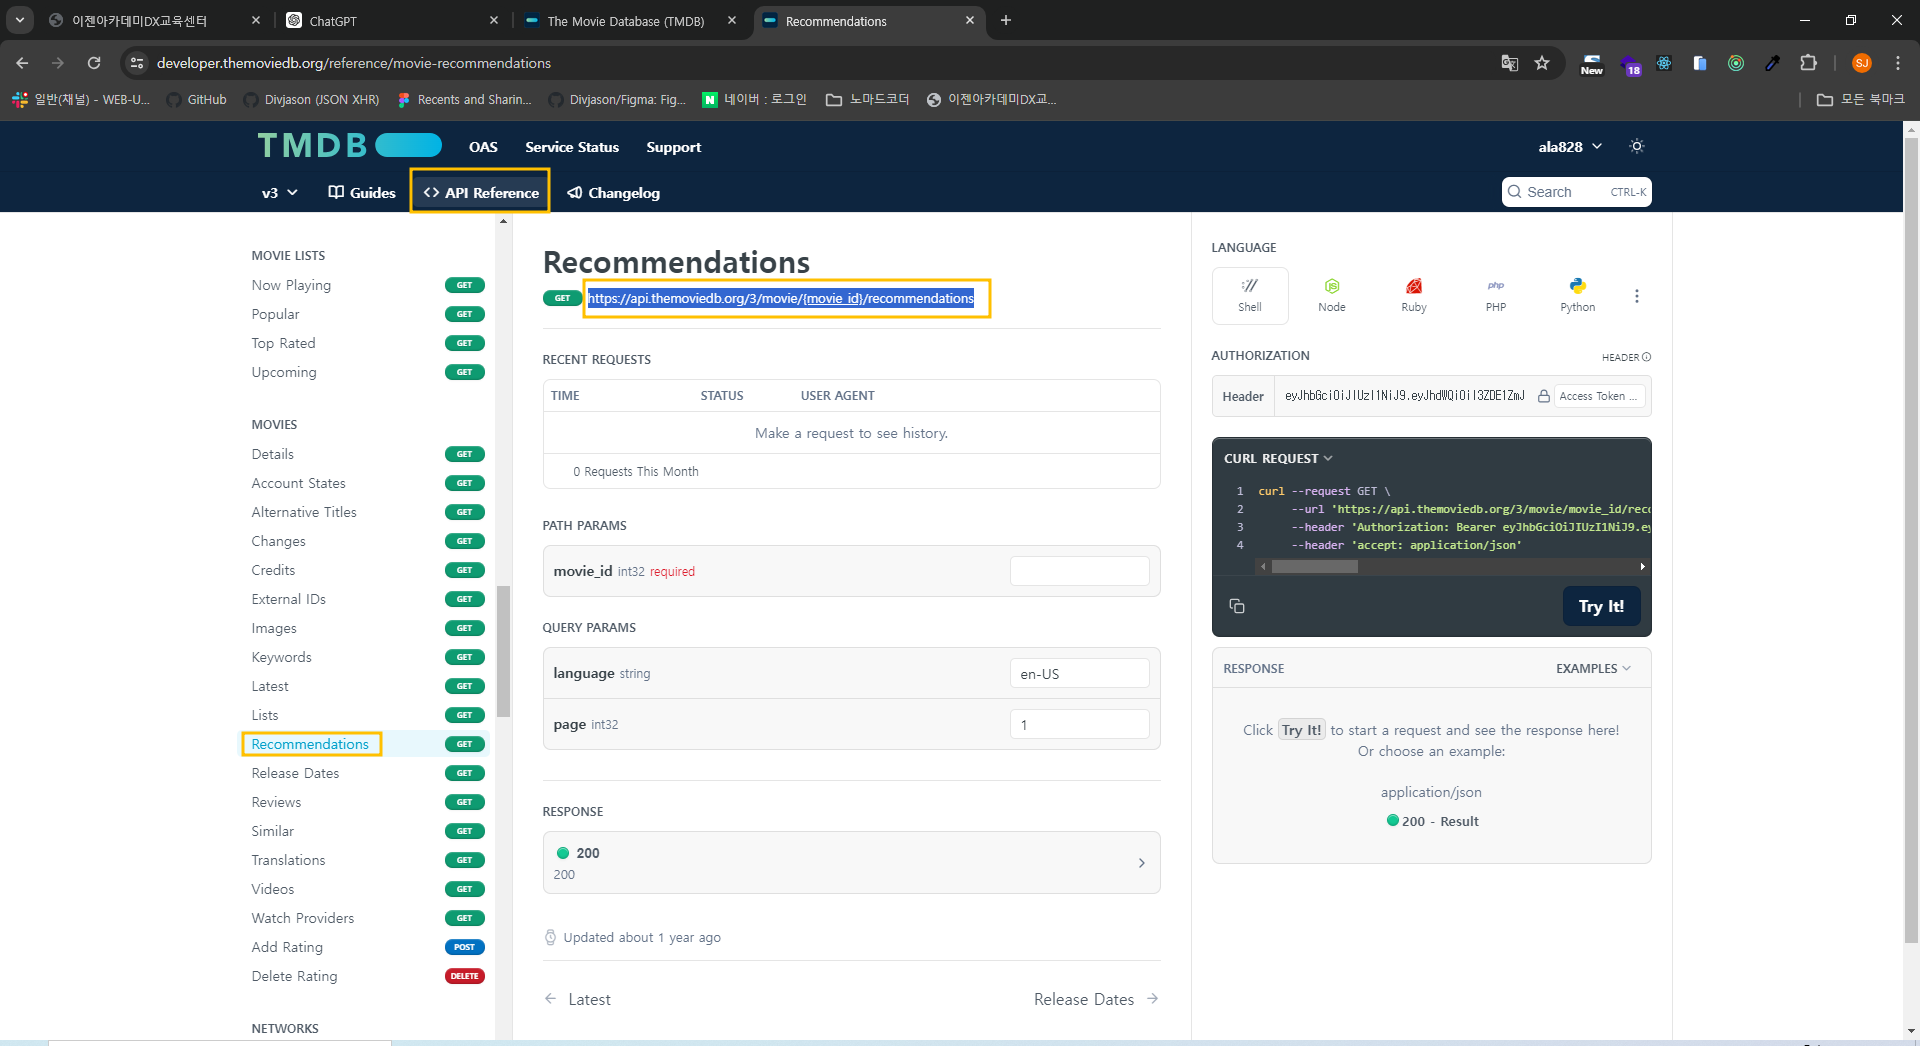 이젠아카데미DX교육센터
ChatGPT
The Movie Database (TMDB)
Recommendations
developer.themoviedb.org/reference/movie-recommendations
New
18
SJ
일반(채널) - WEB-U...
GitHub
Divjason (JSON XHR)
Recents and Sharin...
Divjason/Figma: Fig...
N 네이버 : 로그인
노마드코더
이젠아카데미DX교...
모든 북마크
TMDB
OAS
Service Status
Support
ala828
v3
Guides
<> API Reference
Changelog
Search CTRL-K
MOVIE LISTS
Now Playing GET
Popular GET
Top Rated GET
Upcoming GET
MOVIES
Details GET
Account States GET
Alternative Titles GET
Changes GET
Credits GET
External IDs GET
Images GET
Keywords GET
Latest GET
Lists GET
Recommendations GET
Release Dates GET
Reviews GET
Similar GET
Translations GET
Videos GET
Watch Providers GET
Add Rating POST
Delete Rating DELETE
NETWORKS
Recommendations
GET https://api.themoviedb.org/3/movie/{movie_id}/recommendations
RECENT REQUESTS
TIME STATUS USER AGENT
Make a request to see history.
0 Requests This Month
PATH PARAMS
movie_id int32 required
QUERY PARAMS
language string en-US
page int32 1
RESPONSE
200
200
Updated about 1 year ago
← Latest
Release Dates →
LANGUAGE
Shell
Node
Ruby
php
PHP
Python
AUTHORIZATION HEADER
Header eyJhbGciOiJIUzI1NiJ9.eyJhdWQiOiI3ZDE1ZmJ Access Token ...
CURL REQUEST
1 curl --request GET \
2 --url 'https://api.themoviedb.org/3/movie/movie_id/reco
3 --header 'Authorization: Bearer eyJhbGciOiJIUzI1NiJ9.ey
4 --header 'accept: application/json'
Try It!
RESPONSE EXAMPLES
Click Try It! to start a request and see the response here!
Or choose an example:
application/json
200 - Result